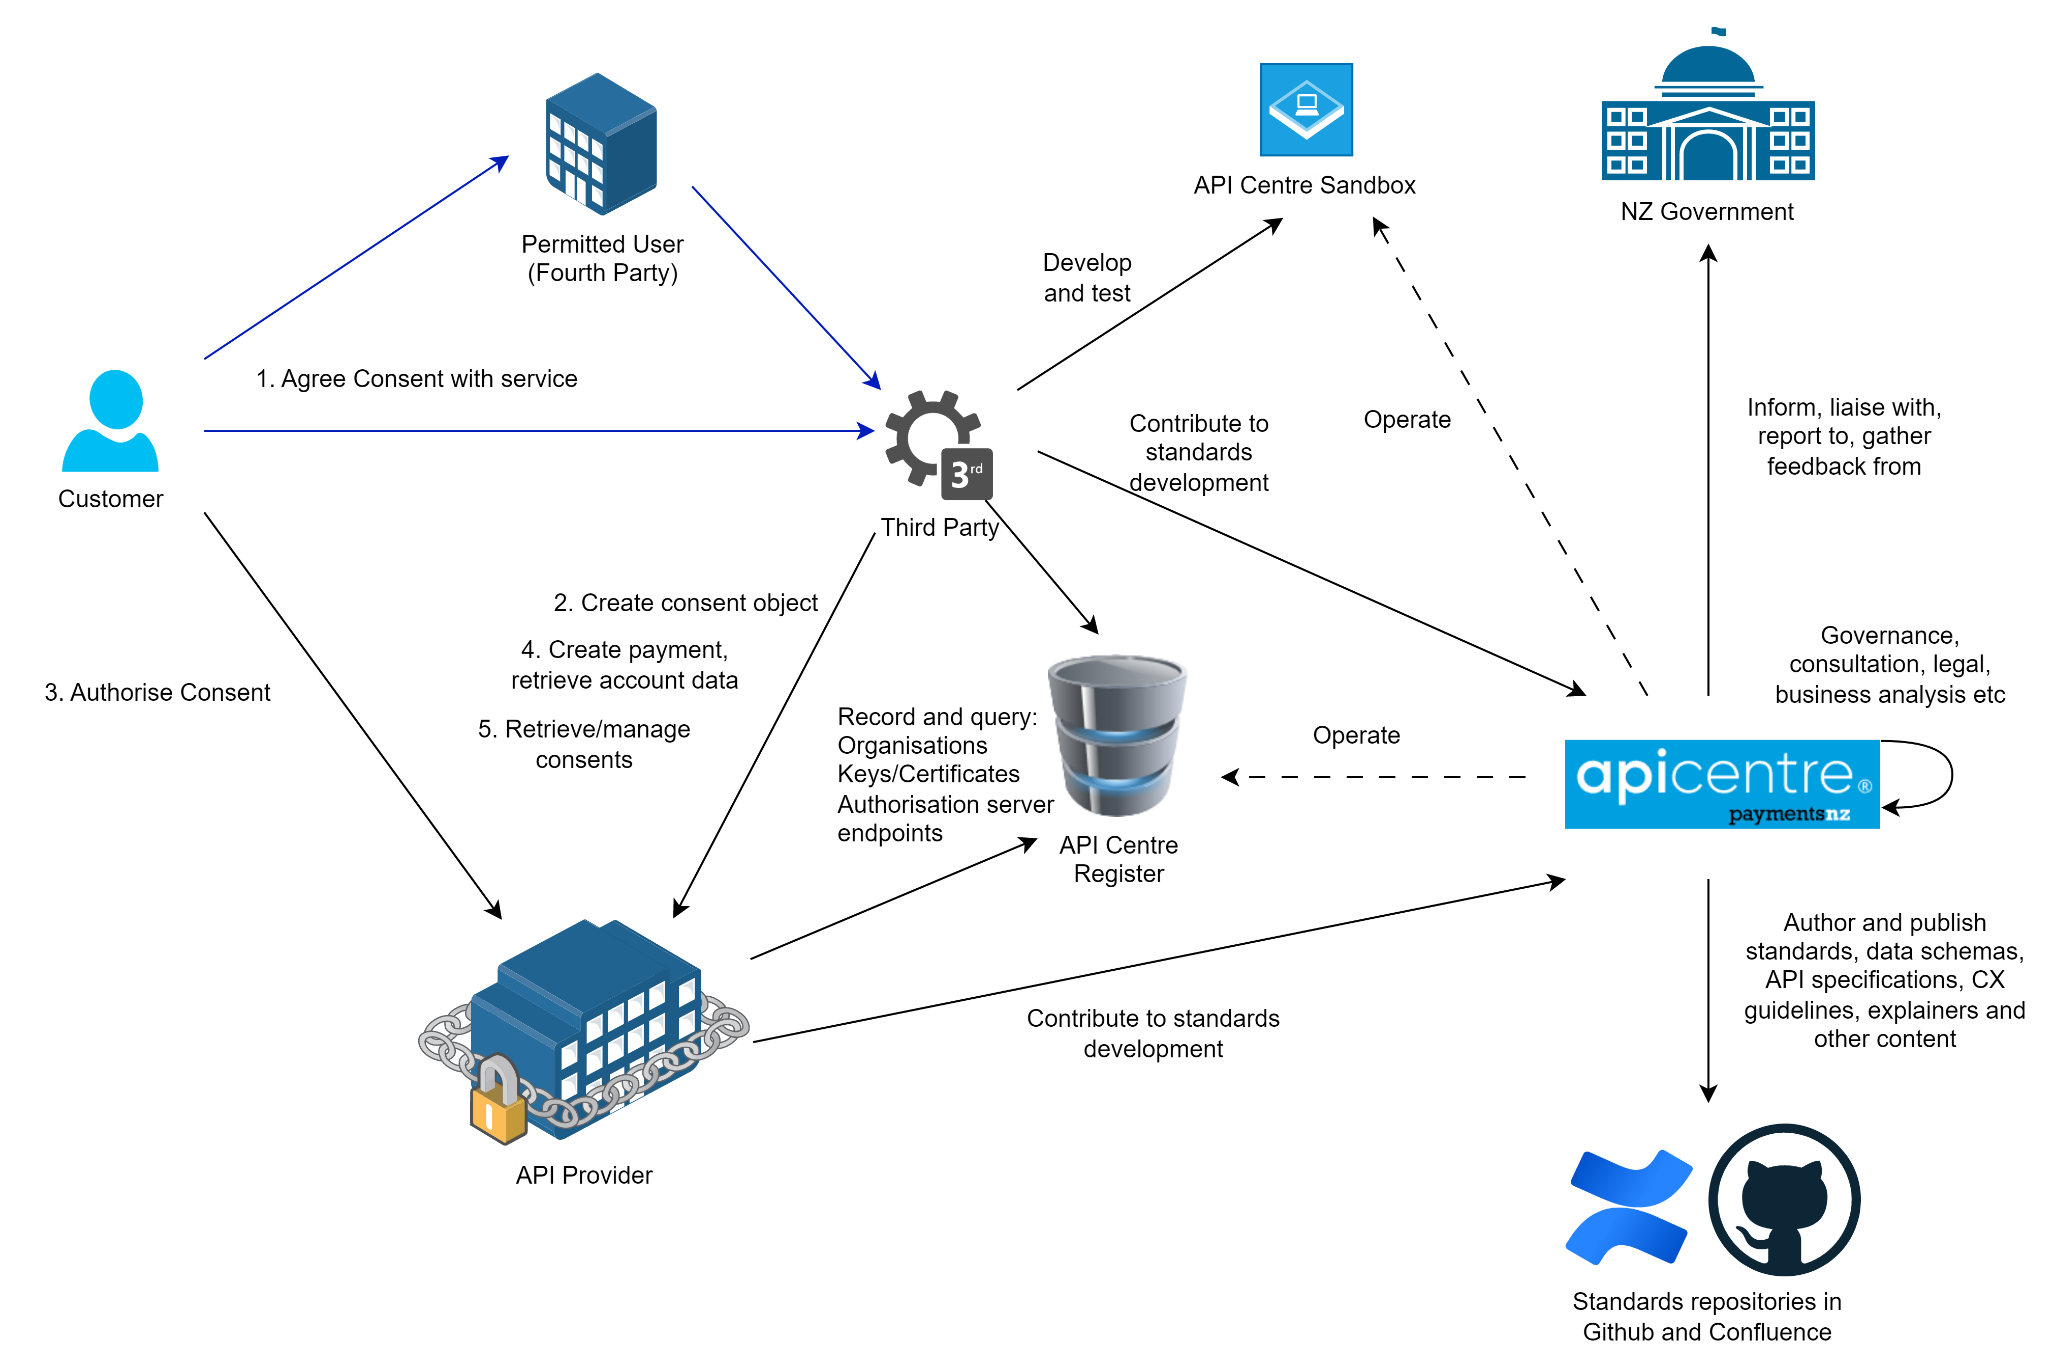 API Centre Sandbox
NZ Government
Permitted User
(Fourth Party)
Develop
and test
1. Agree Consent with service
Customer
3rd
Third Party
Contribute to
standards
development
Operate
Inform, liaise with,
report to, gather
feedback from
2. Create consent object
4. Create payment,
retrieve account data
5. Retrieve/manage
consents
3. Authorise Consent
Record and query:
Organisations
Keys/Certificates
Authorisation server
endpoints
API Centre
Register
Operate
Governance,
consultation, legal,
business analysis etc
apicentre®
paymentsnz
Author and publish
standards, data schemas,
API specifications, CX
guidelines, explainers and
other content
Contribute to standards
development
API Provider
Standards repositories in
Github and Confluence